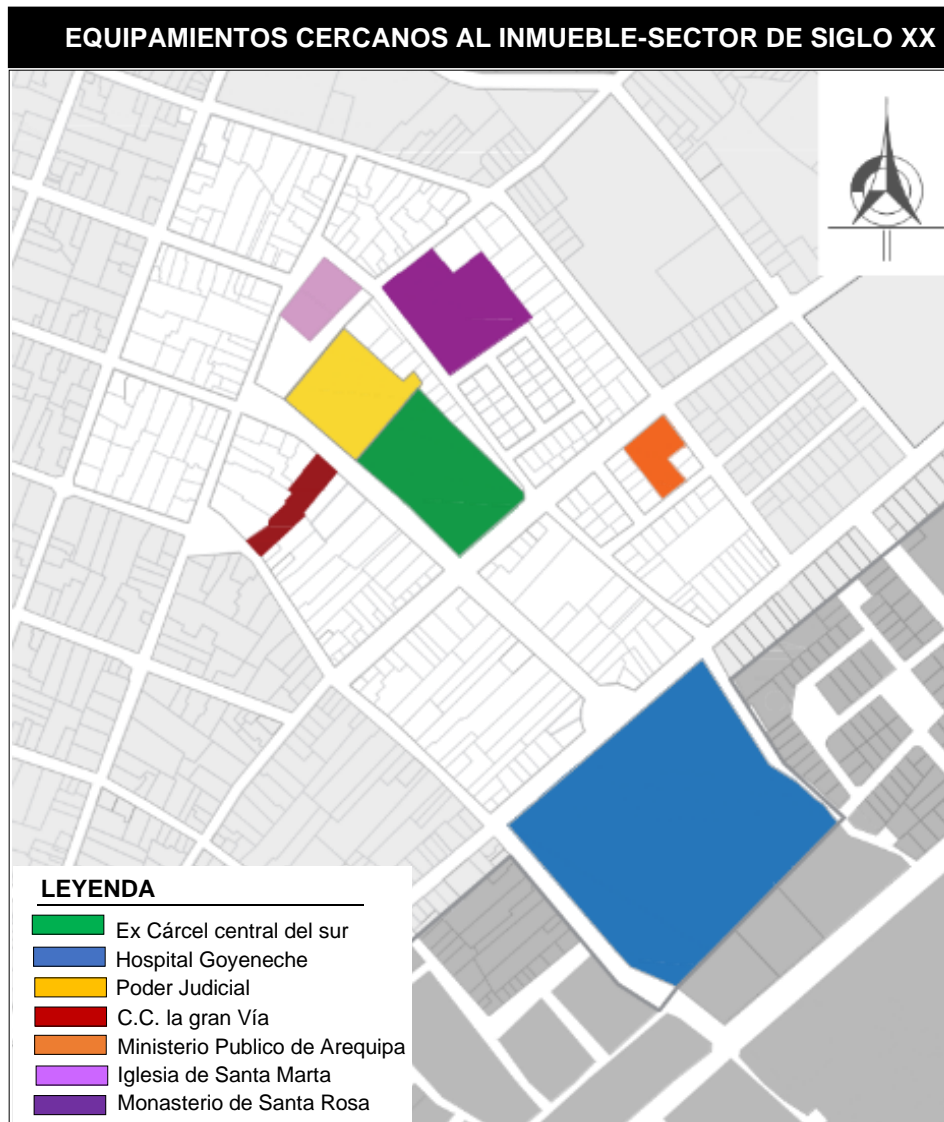 EQUIPAMIENTOS CERCANOS AL INMUEBLE-SECTOR DE SIGLO XX
LEYENDA
Ex Cárcel central del sur
Hospital Goyeneche
Poder Judicial
C.C. la gran Vía
Ministerio Publico de Arequipa
Iglesia de Santa Marta
Monasterio de Santa Rosa